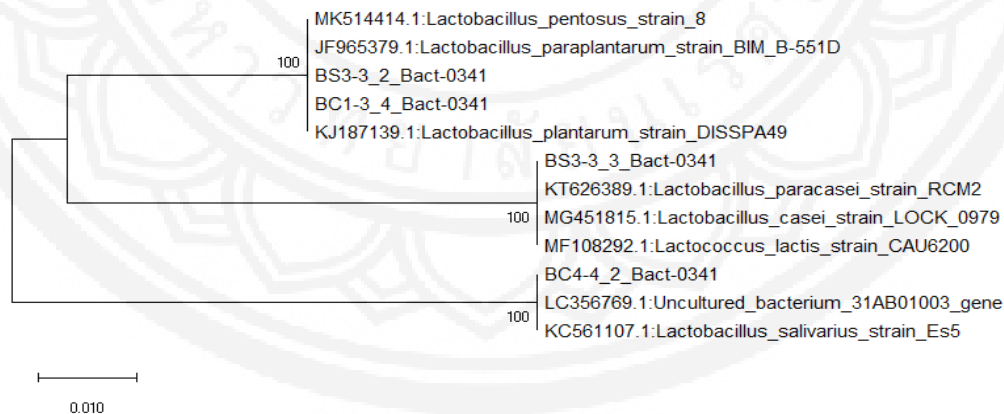 MK514414.1:Lactobacillus_pentosus_strain_8
JF965379.1:Lactobacillus_paraplantarum_strain_BIM_B-551D
100
BS3-3_2_Bact-0341
BC1-3_4_Bact-0341
KJ187139.1:Lactobacillus_plantarum_strain_DISSPA49
BS3-3_3_Bact-0341
KT626389.1:Lactobacillus_paracasei_strain_RCM2
100
MG451815.1:Lactobacillus_casei_strain_LOCK_0979
MF108292.1:Lactococcus_lactis_strain_CAU6200
BC4-4_2_Bact-0341
LC356769.1:Uncultured_bacterium_31AB01003_gene
100
KC561107.1:Lactobacillus_salivarius_strain_Es5
0.010